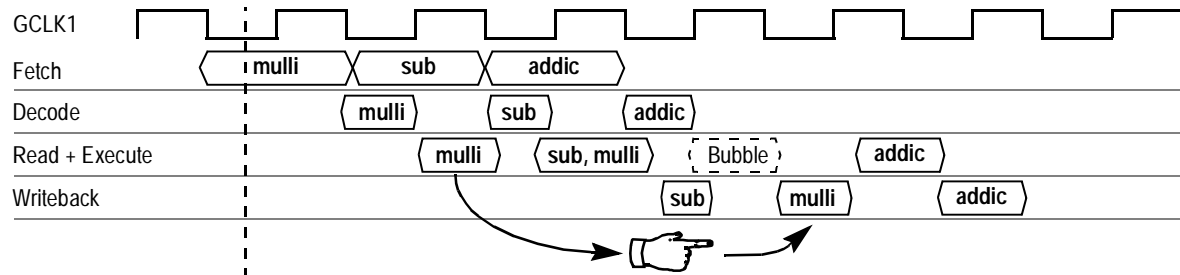 GCLK1
Fetch mulli sub addic
Decode mulli sub addic
Read + Execute mulli sub, mulli Bubble addic
Writeback sub mulli addic